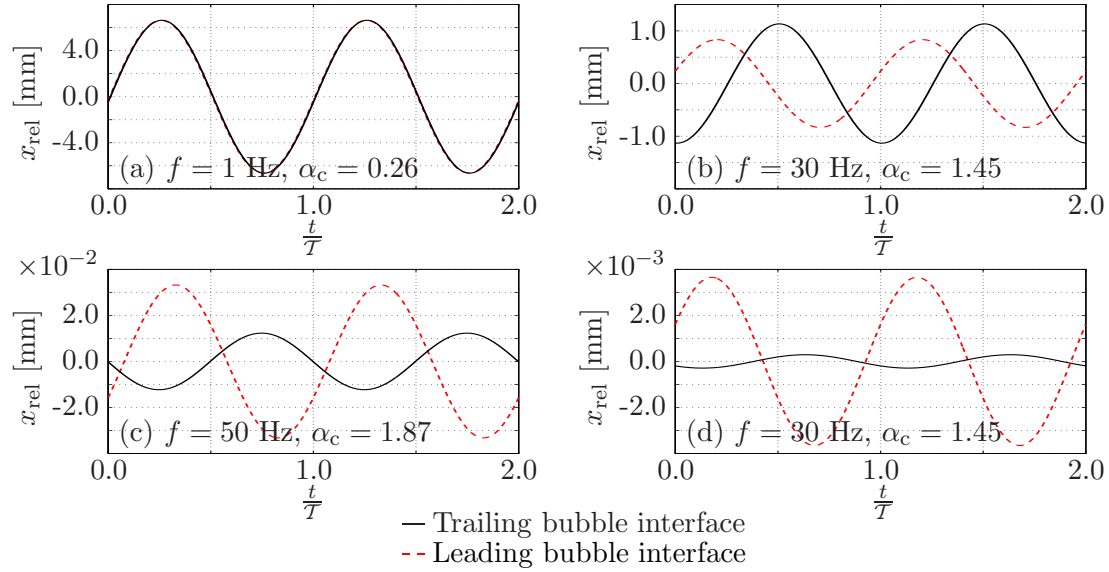 4.0
0.0
-4.0
x_rel [mm]
(a) f = 1 Hz, α_c = 0.26
0.0 1.0 2.0
t/𝒯
1.0
0.0
-1.0
x_rel [mm]
(b) f = 30 Hz, α_c = 1.45
0.0 1.0 2.0
t/𝒯
×10^−2
2.0
0.0
-2.0
x_rel [mm]
(c) f = 50 Hz, α_c = 1.87
0.0 1.0 2.0
t/𝒯
×10^−3
2.0
0.0
-2.0
x_rel [mm]
(d) f = 30 Hz, α_c = 1.45
0.0 1.0 2.0
t/𝒯
Trailing bubble interface
Leading bubble interface